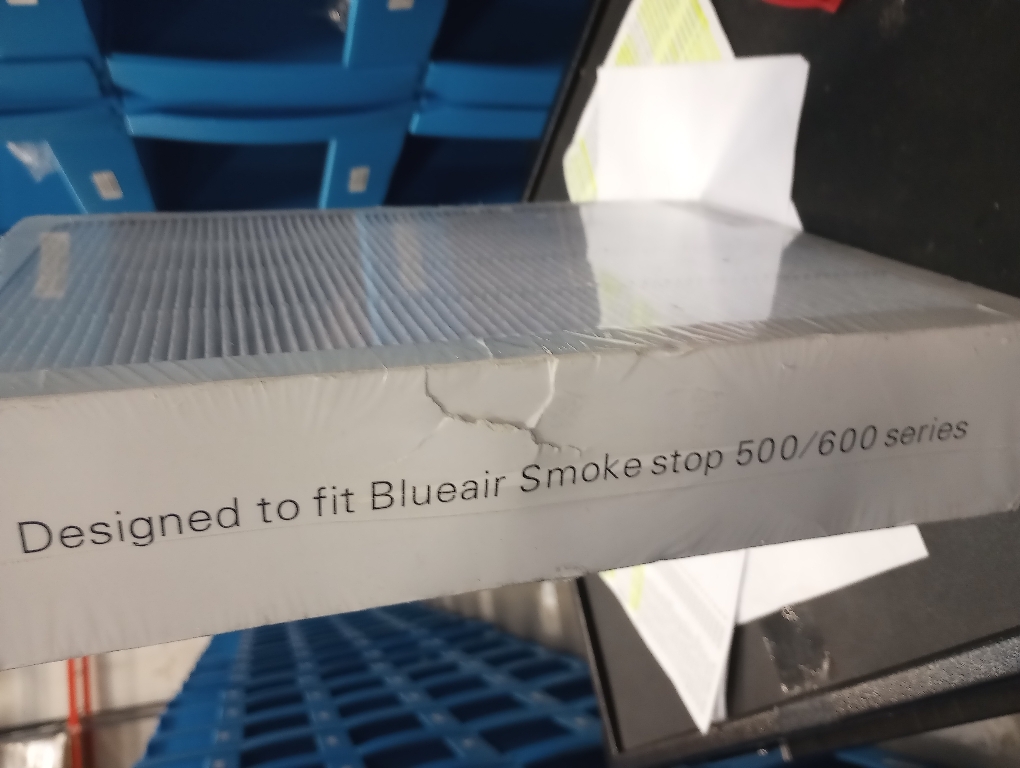 Designed to fit Blueair Smoke stop 500/600 series